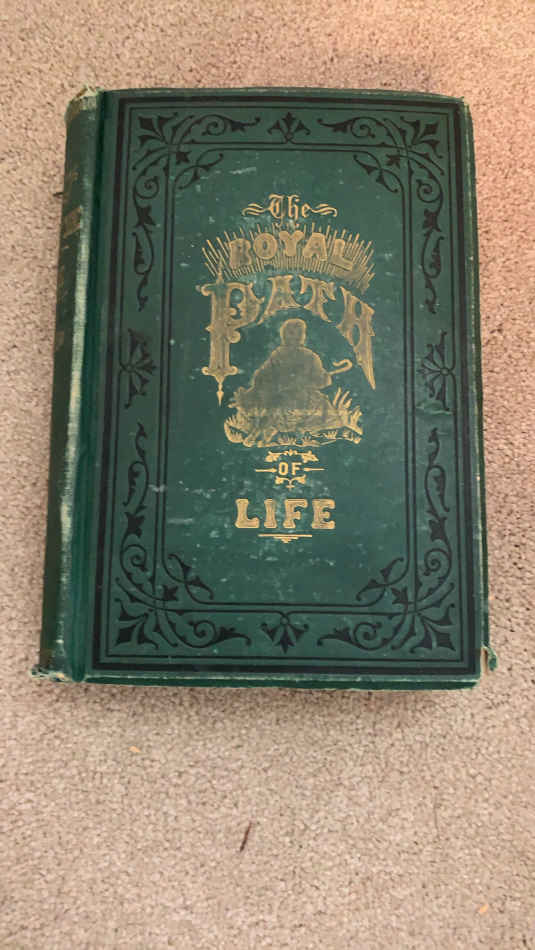 The
ROYAL
PATH
OF
LIFE